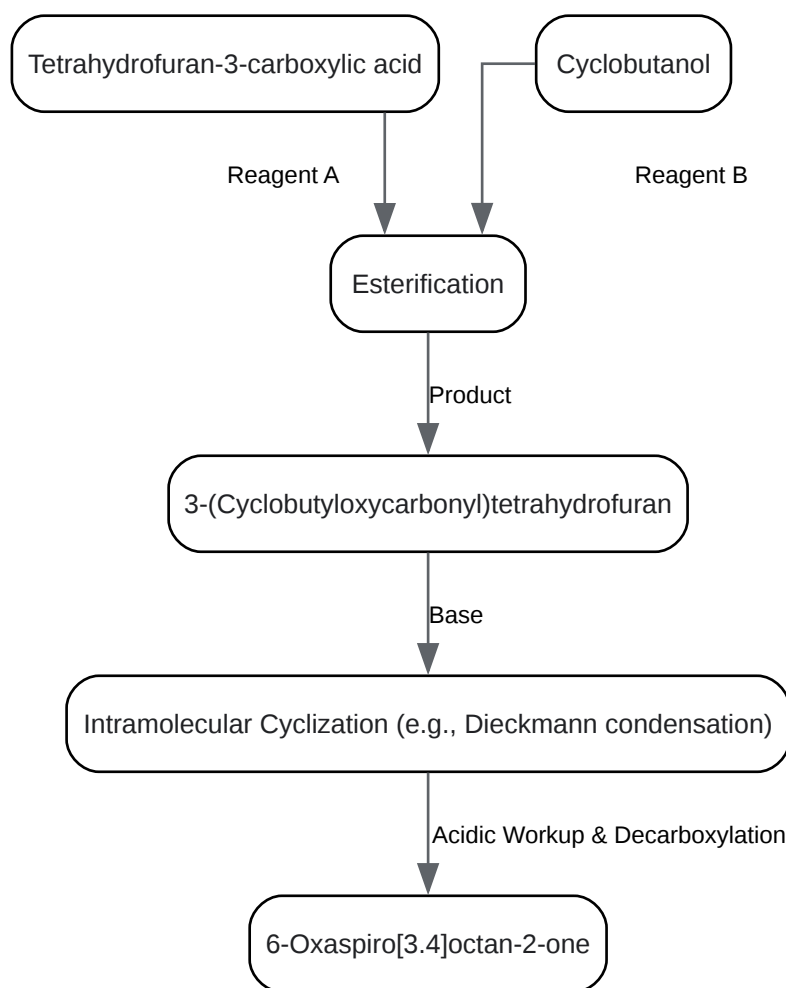 Tetrahydrofuran-3-carboxylic acid
Cyclobutanol
Reagent A
Reagent B
Esterification
Product
3-(Cyclobutyloxycarbonyl)tetrahydrofuran
Base
Intramolecular Cyclization (e.g., Dieckmann condensation)
Acidic Workup & Decarboxylation
6-Oxaspiro[3.4]octan-2-one